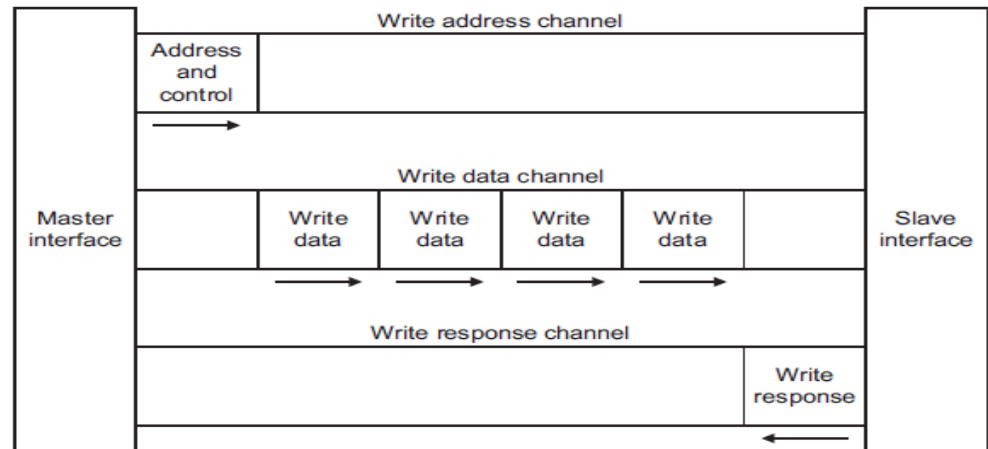 Write address channel
Address
and
control
Write data channel
Master
interface
Write
data
Write
data
Write
data
Write
data
Slave
interface
Write response channel
Write
response